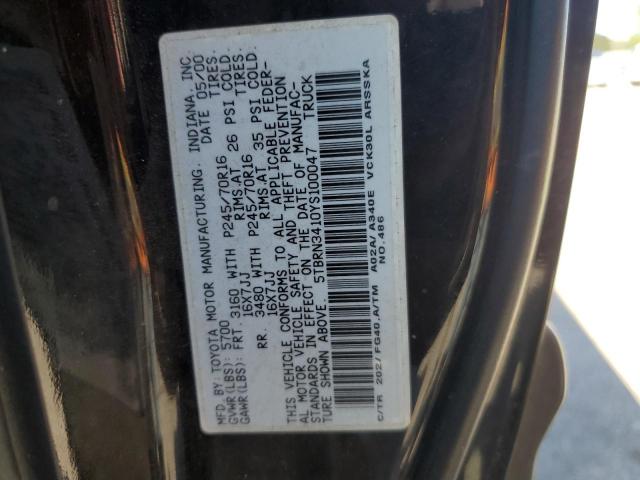 MFD. BY: TOYOTA MOTOR MANUFACTURING, INDIANA, INC.
GVWR(LBS): 5700 DATE 05/00
GAWR(LBS): FRT. 3160 WITH P245/70R16 TIRES,
16X7JJ RIMS,AT 26 PSI COLD.
RR. 3480 WITH P245/70R16 TIRES,
16X7JJ RIMS,AT 35 PSI COLD.
THIS VEHICLE CONFORMS TO ALL APPLICABLE FEDER-
AL MOTOR VEHICLE SAFETY AND THEFT PREVENTION
STANDARDS IN EFFECT ON THE DATE OF MANUFAC-
TURE SHOWN ABOVE. 5TBRN3410YS100047 TRUCK
C/TR 202/ FG40,A/TM A02A/ A340E VCK30L ARSSKA
NO.486